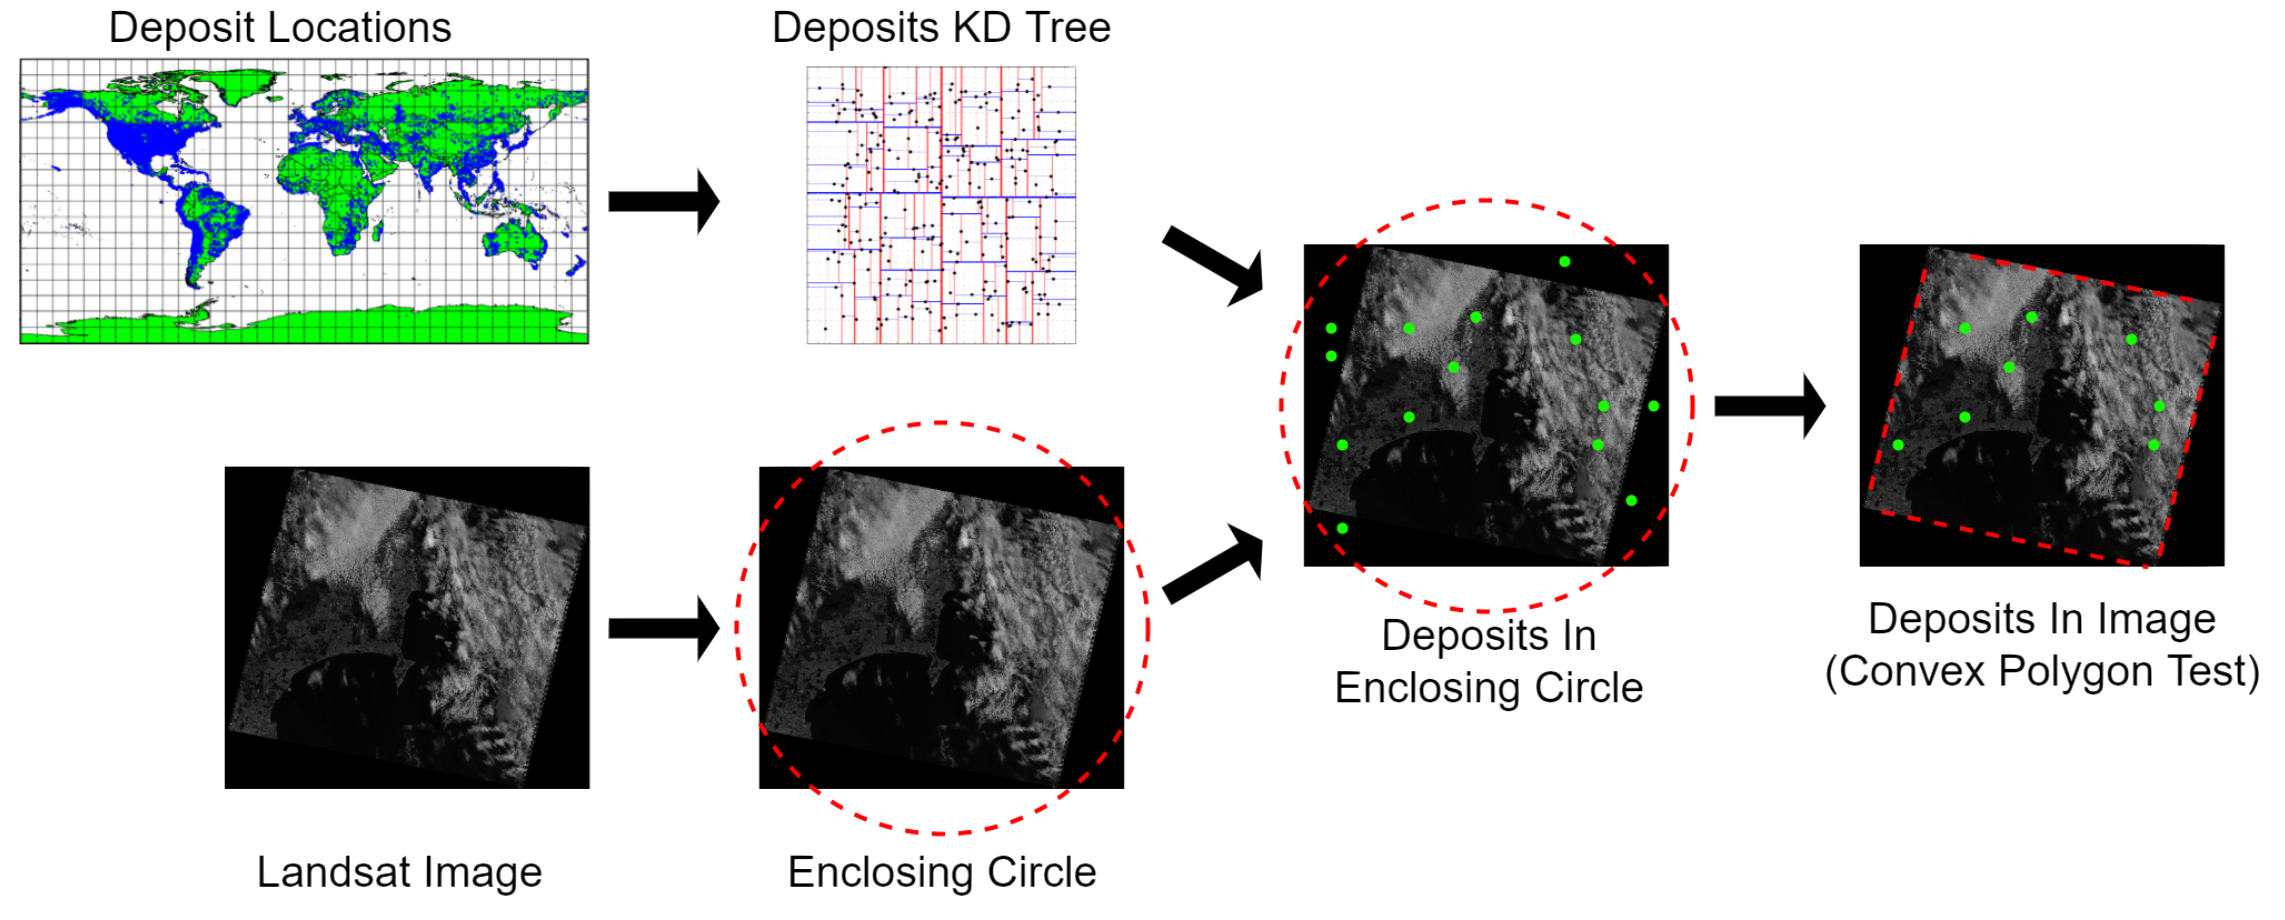 Deposit Locations
Deposits KD Tree
Landsat Image
Enclosing Circle
Deposits In
Enclosing Circle
Deposits In Image
(Convex Polygon Test)